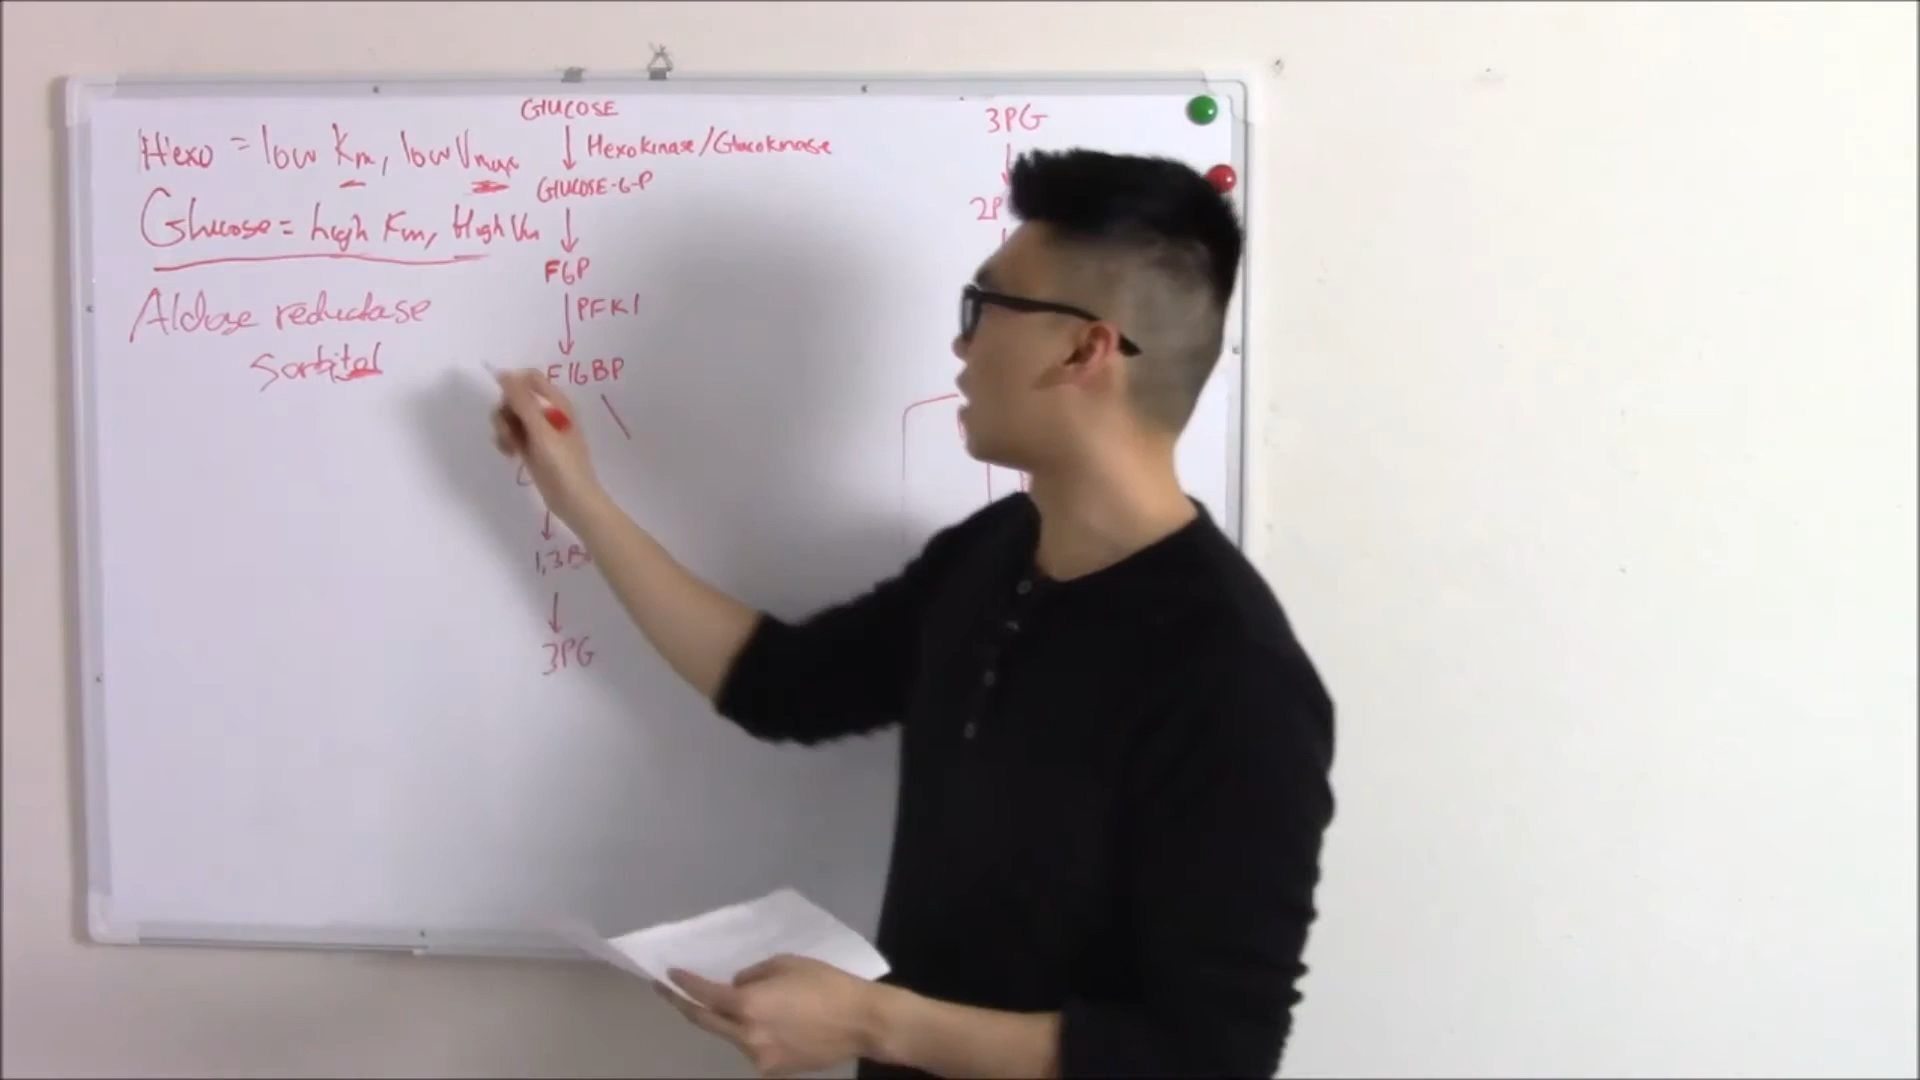 Hexo = low Km, low Vmax
Glucose = high Km, High Vm
Aldose reductase
Sorbitol
GLUCOSE
Hexokinase/Glucokinase
GLUCOSE-6-P
F6P
PFK1
F16BP
1,3B
3PG
3PG
2P